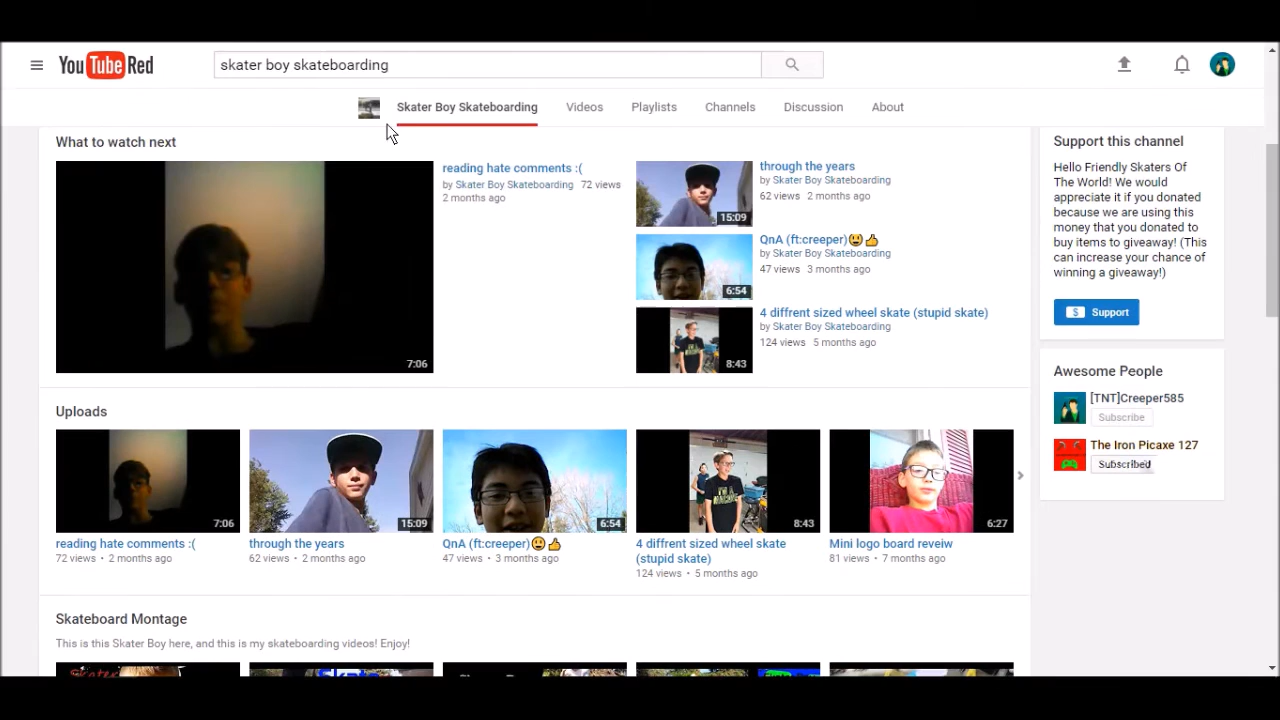 YouTube Red
skater boy skateboarding
Skater Boy Skateboarding Videos Playlists Channels Discussion About
What to watch next
7:06
reading hate comments :(
by Skater Boy Skateboarding 72 views
2 months ago
15:09
through the years
by Skater Boy Skateboarding
62 views 2 months ago
6:54
QnA (ft:creeper)😃👍
by Skater Boy Skateboarding
47 views 3 months ago
8:43
4 diffrent sized wheel skate (stupid skate)
by Skater Boy Skateboarding
124 views 5 months ago
Support this channel
Hello Friendly Skaters Of
The World! We would
appreciate it if you donated
because we are using this
money that you donated to
buy items to giveaway! (This
can increase your chance of
winning a giveaway!)
$ Support
Awesome People
[TNT]Creeper585
Subscribe
The Iron Picaxe 127
Subscribed
Uploads
7:06
reading hate comments :(
72 views • 2 months ago
15:09
through the years
62 views • 2 months ago
6:54
QnA (ft:creeper)😃👍
47 views • 3 months ago
8:43
4 diffrent sized wheel skate
(stupid skate)
124 views • 5 months ago
6:27
Mini logo board reveiw
81 views • 7 months ago
Skateboard Montage
This is this Skater Boy here, and this is my skateboarding videos! Enjoy!